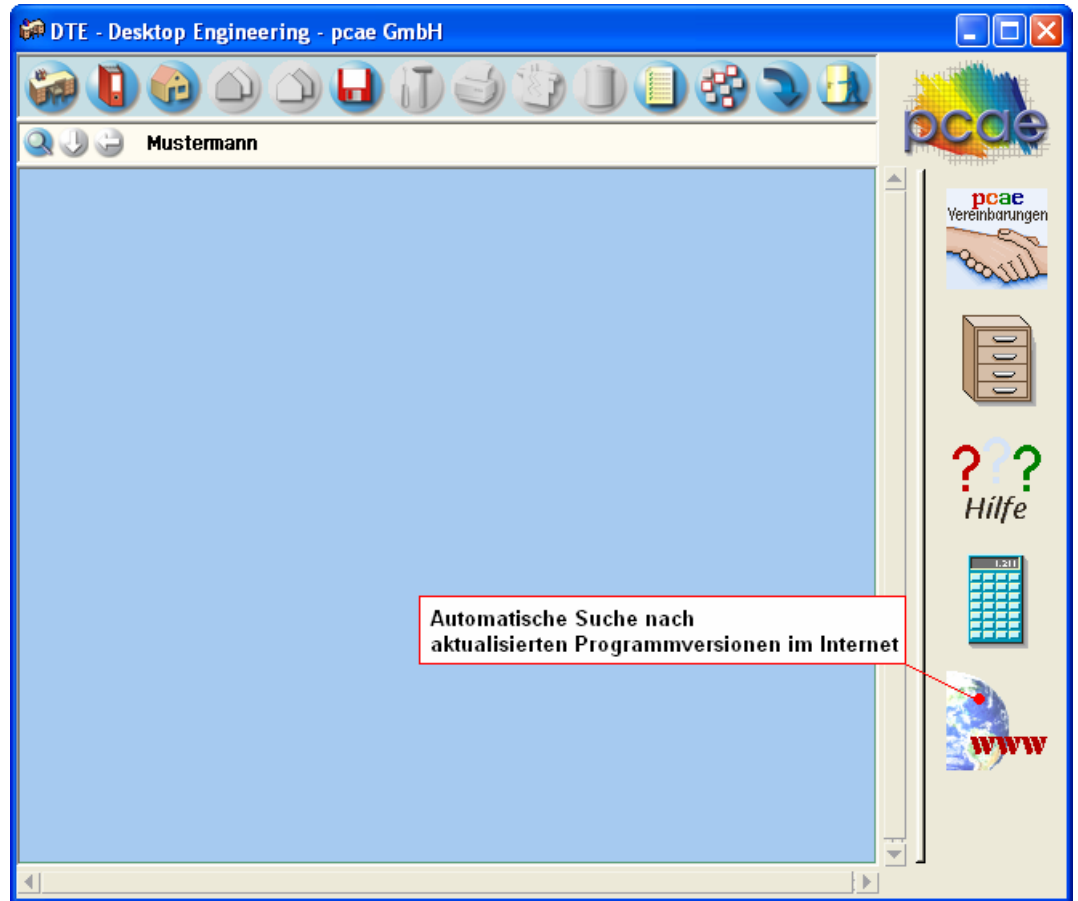 DTE - Desktop Engineering - pcae GmbH
pcae
Mustermann
pcae
Vereinbarungen
? ? ?
Hilfe
1.211
Automatische Suche nach
aktualisierten Programmversionen im Internet
www